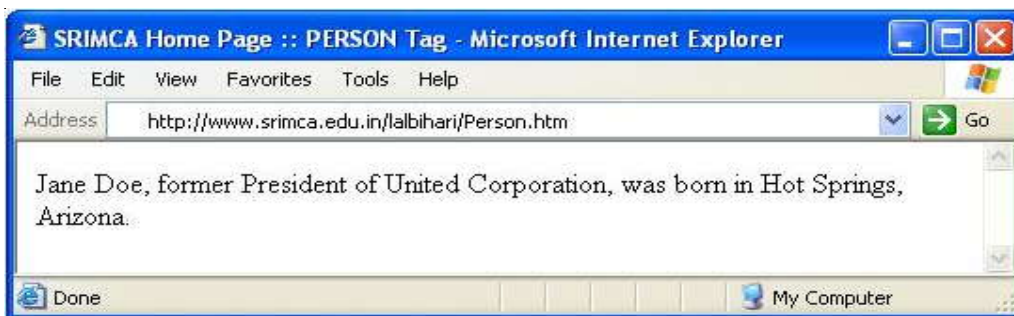 SRIMCA Home Page :: PERSON Tag - Microsoft Internet Explorer
File Edit View Favorites Tools Help
Address http://www.srimca.edu.in/lalbihari/Person.htm Go
Jane Doe, former President of United Corporation, was born in Hot Springs,
Arizona.
Done My Computer